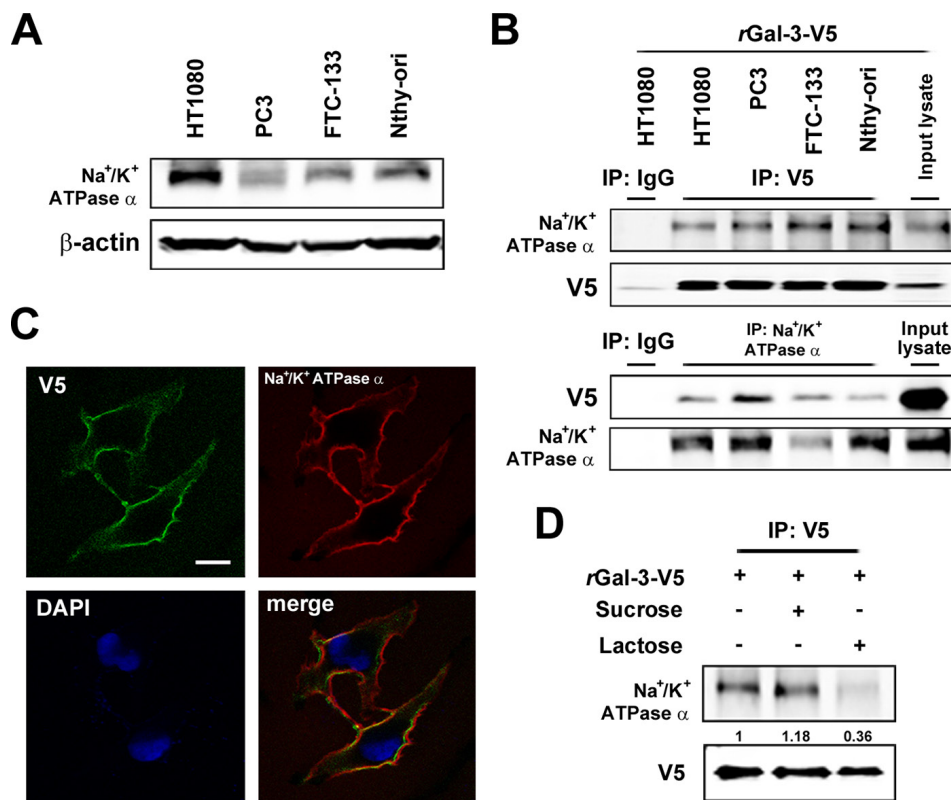 A
HT1080
PC3
FTC-133
Nthy-ori
Na⁺/K⁺
ATPase α
β-actin
B
rGal-3-V5
HT1080
HT1080
PC3
FTC-133
Nthy-ori
Input lysate
IP: IgG
IP: V5
Na⁺/K⁺
ATPase α
V5
IP: IgG
IP: Na⁺/K⁺
ATPase α
Input
lysate
V5
Na⁺/K⁺
ATPase α
C
V5
Na⁺/K⁺ ATPase α
DAPI
merge
D
IP: V5
rGal-3-V5 + + +
Sucrose - + -
Lactose - - +
Na⁺/K⁺
ATPase α
1 1.18 0.36
V5